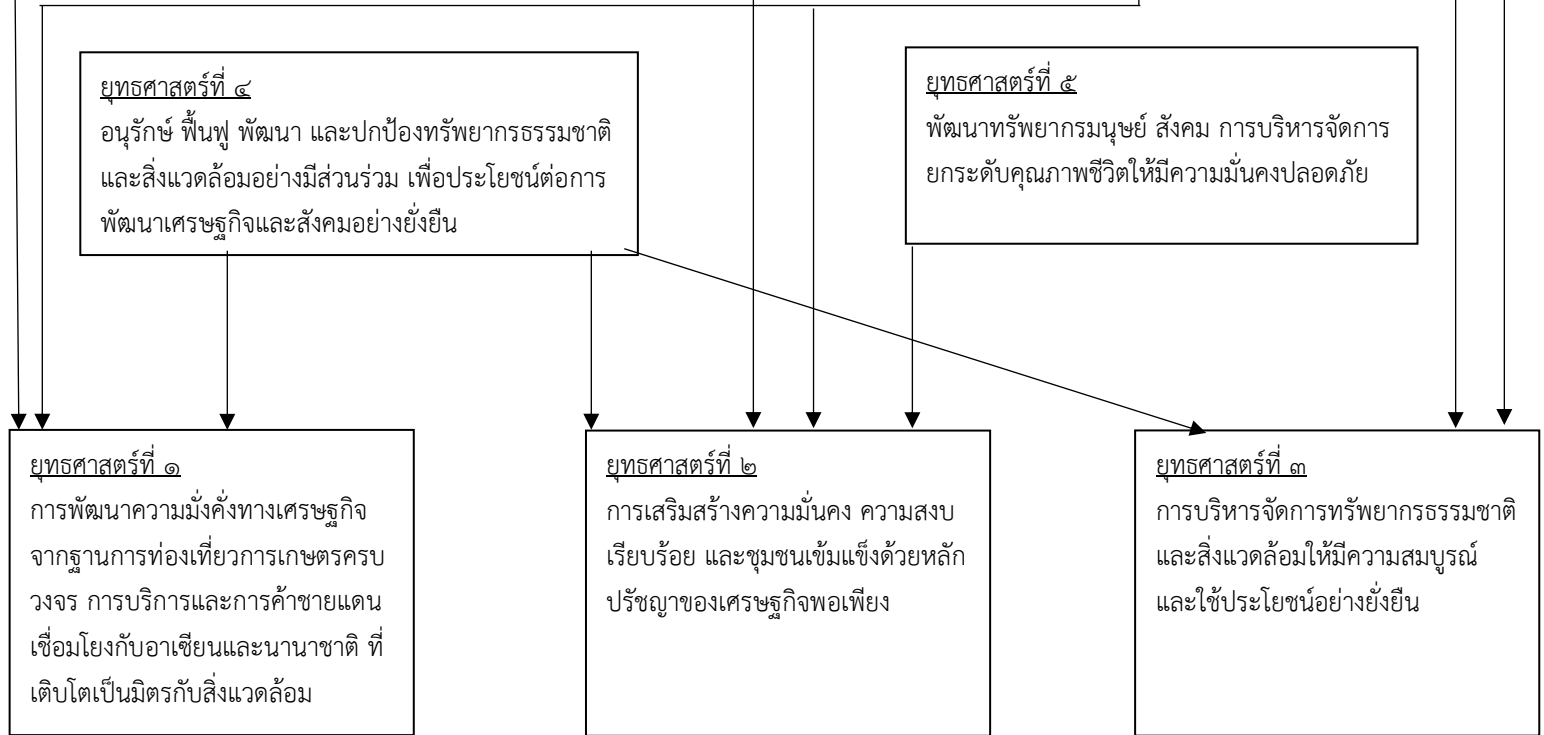 ยุทธศาสตร์ที่ ๔
อนุรักษ์ ฟื้นฟู พัฒนา และปกป้องทรัพยากรธรรมชาติ
และสิ่งแวดล้อมอย่างมีส่วนร่วม เพื่อประโยชน์ต่อการ
พัฒนาเศรษฐกิจและสังคมอย่างยั่งยืน
ยุทธศาสตร์ที่ ๕
พัฒนาทรัพยากรมนุษย์ สังคม การบริหารจัดการ
ยกระดับคุณภาพชีวิตให้มีความมั่นคงปลอดภัย
ยุทธศาสตร์ที่ ๑
การพัฒนาความมั่งคั่งทางเศรษฐกิจ
จากฐานการท่องเที่ยวการเกษตรครบ
วงจร การบริการและการค้าชายแดน
เชื่อมโยงกับอาเซียนและนานาชาติ ที่
เติบโตเป็นมิตรกับสิ่งแวดล้อม
ยุทธศาสตร์ที่ ๒
การเสริมสร้างความมั่นคง ความสงบ
เรียบร้อย และชุมชนเข้มแข็งด้วยหลัก
ปรัชญาของเศรษฐกิจพอเพียง
ยุทธศาสตร์ที่ ๓
การบริหารจัดการทรัพยากรธรรมชาติ
และสิ่งแวดล้อมให้มีความสมบูรณ์
และใช้ประโยชน์อย่างยั่งยืน